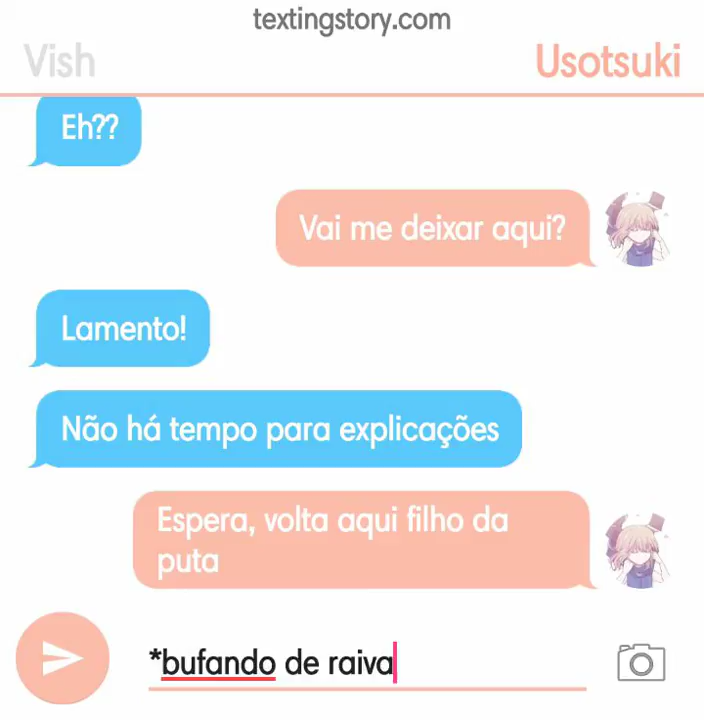 textingstory.com
Vish
Usotsuki
Eh??
Vai me deixar aqui?
Lamento!
Não há tempo para explicações
Espera, volta aqui filho da
puta
*bufando de raiva